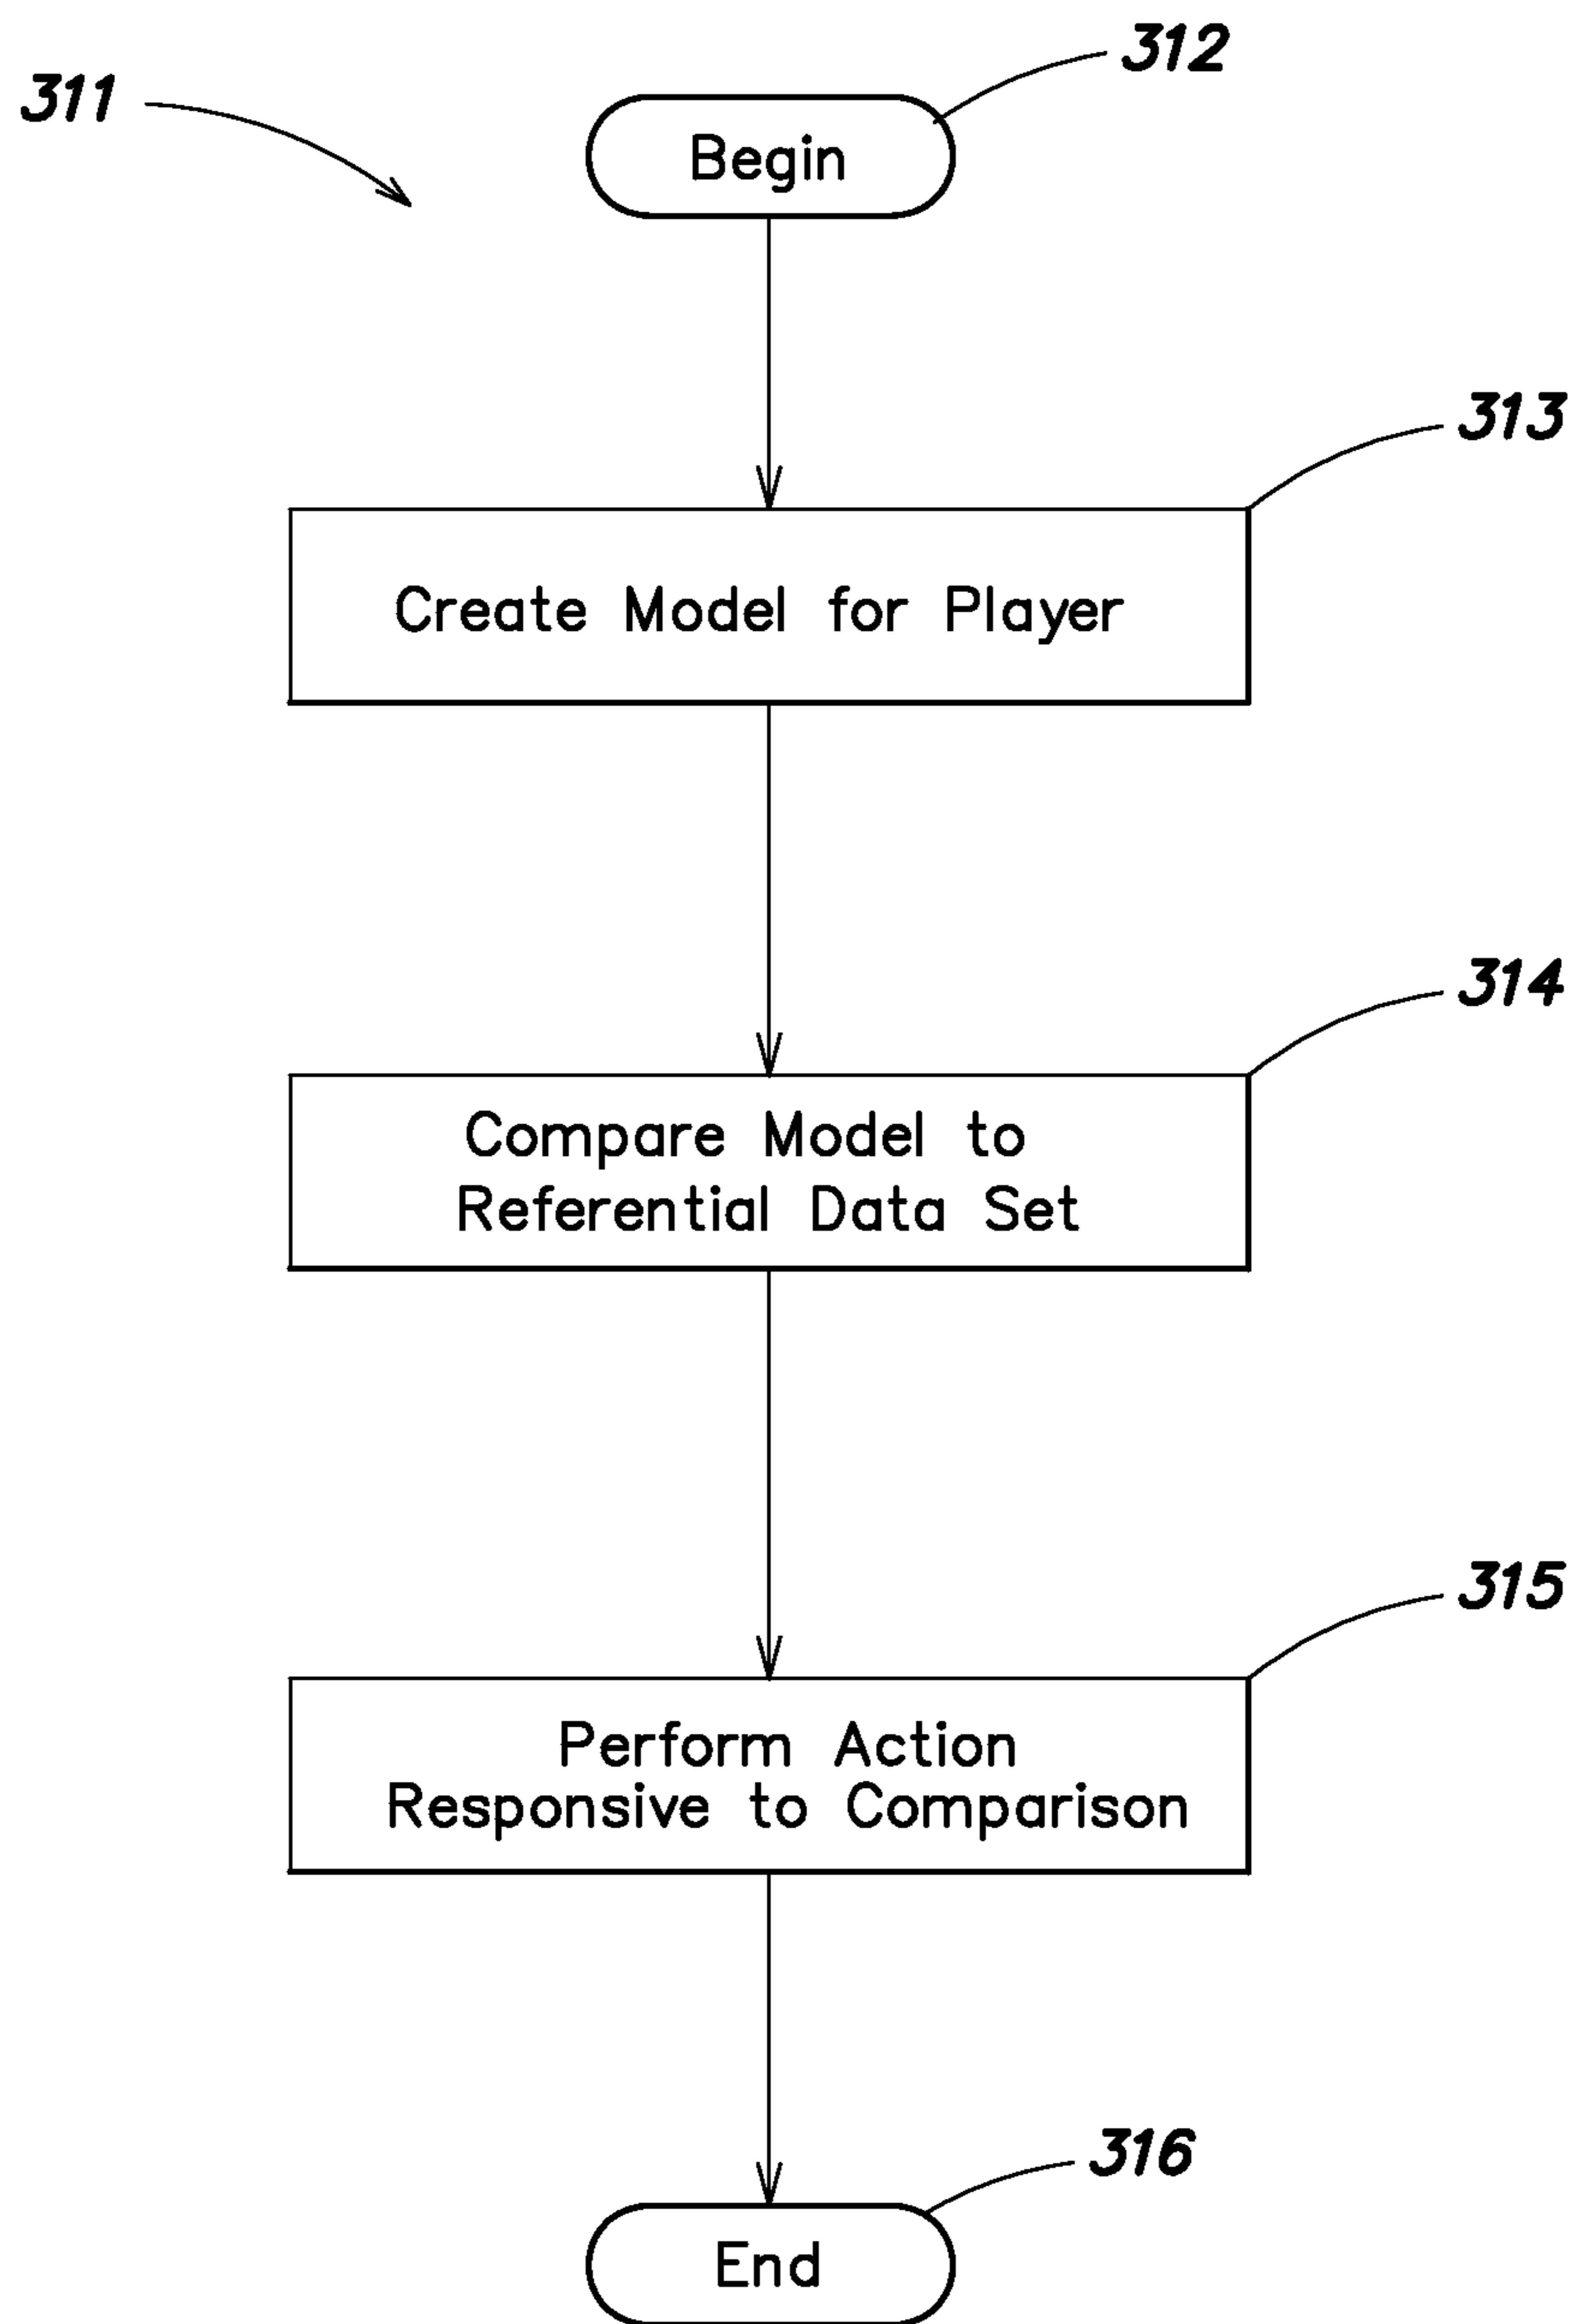 312
311
Begin
313
Create Model for Player
314
Compare Model to
Referential Data Set
315
Perform Action
Responsive to Comparison
316
End